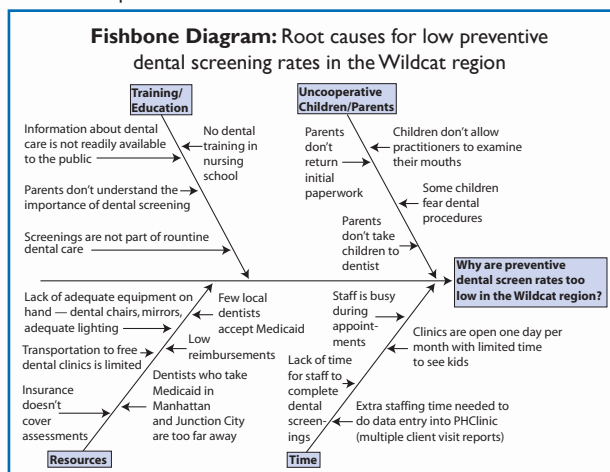 Fishbone Diagram: Root causes for low preventive
dental screening rates in the Wildcat region
Training/
Education
Information about dental
care is not readily available
to the public
No dental
training in
nursing
school
Parents don't understand the
importance of dental screening
Screenings are not part of rountine
dental care
Uncooperative
Children/Parents
Parents
don't
return
initial
paperwork
Children don't allow
practitioners to examine
their mouths
Some children
fear dental
procedures
Parents
don't take
children to
dentist
Why are preventive
dental screen rates too
low in the Wildcat region?
Lack of adequate equipment on
hand — dental chairs, mirrors,
adequate lighting
Few local
dentists
accept Medicaid
Transportation to free
dental clinics is limited
Low
reimbursements
Insurance
doesn't
cover
assessments
Dentists who take
Medicaid in
Manhattan
and Junction City
are too far away
Resources
Staff is busy
during
appoint-
ments
Clinics are open one day per
month with limited time
to see kids
Lack of time
for staff to
complete
dental
screen-
ings
Extra staffing time needed to
do data entry into PHClinic
(multiple client visit reports)
Time